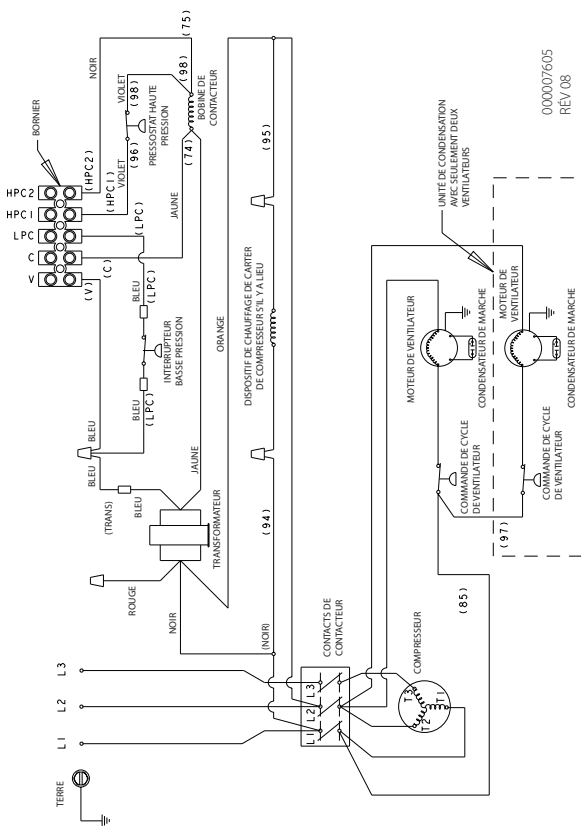 TERRE
L1
L2
L3
ROUGE
NOIR
(NOIR)
(TRANS)
BLEU
BLEU
BLEU
TRANSFORMATEUR
JAUNE
ORANGE
BLEU
(LPC)
INTERRUPTEUR
BASSE PRESSION
BLEU
(LPC)
(LPC)
(V)
(C)
V
C
LPC
HPC1
HPC2
BORNIER
(HPC2)
(HPC1)
VIOLET
(96)
PRESSOSTAT HAUTE
PRESSION
VIOLET
(98)
NOIR
(75)
(98)
BOBINE DE
CONTACTEUR
(74)
JAUNE
(94)
DISPOSITIF DE CHAUFFAGE DE CARTER
DE COMPRESSEUR S'IL Y A LIEU
(95)
CONTACTS DE
CONTACTEUR
L1
L2
L3
COMPRESSEUR
T3
T2
T1
(85)
(97)
COMMANDE DE CYCLE
DE VENTILATEUR
MOTEUR DE VENTILATEUR
CONDENSATEUR DE MARCHE
UNITÉ DE CONDENSATION
AVEC SEULEMENT DEUX
VENTILATEURS
COMMANDE DE CYCLE
DE VENTILATEUR
MOTEUR DE
VENTILATEUR
CONDENSATEUR DE MARCHE
000007605
RÉV 08